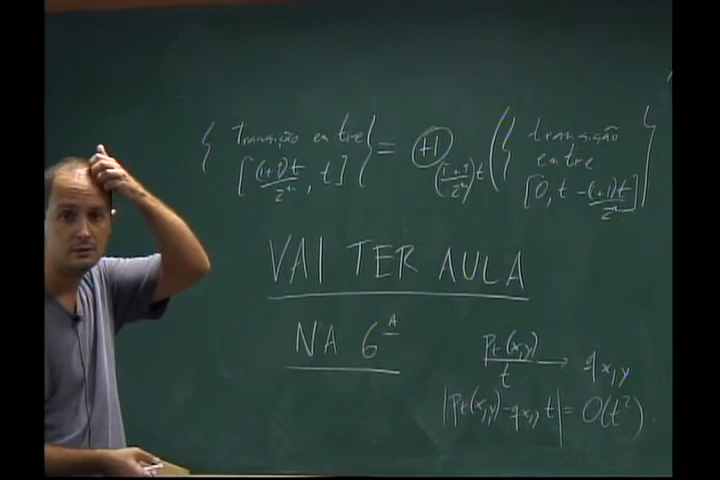 { Transição entre [(i+1)t/2^n, t] } = ⊕1 (i+1/2^n)t ( { transição entre [0, t - (i+1)t/2^n] }
VAI TER AULA
NA 6ᴬ
Pt(x,y)/t → q x,y
|Pt(x,y) - q x,y t| = O(t²).